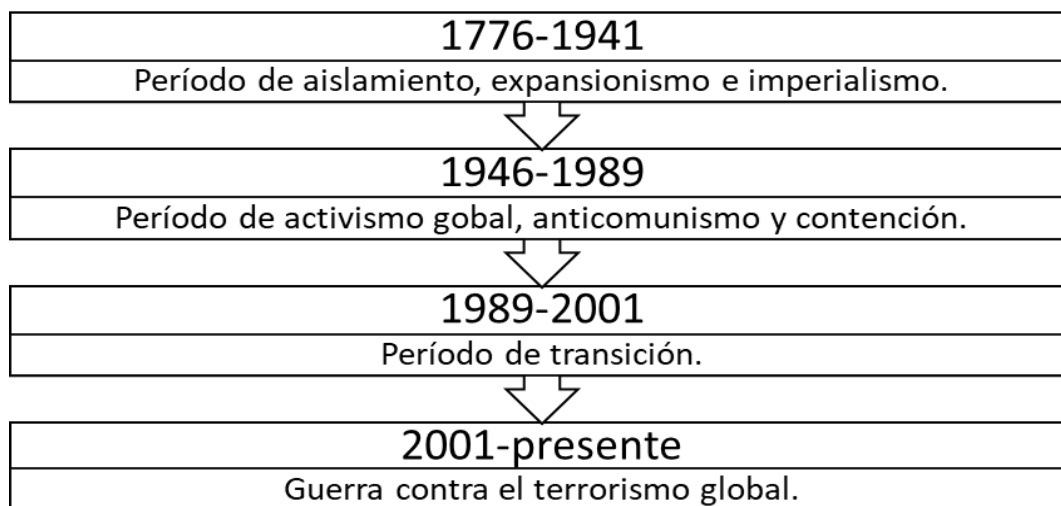 1776-1941
Período de aislamiento, expansionismo e imperialismo.
1946-1989
Período de activismo gobal, anticomunismo y contención.
1989-2001
Período de transición.
2001-presente
Guerra contra el terrorismo global.